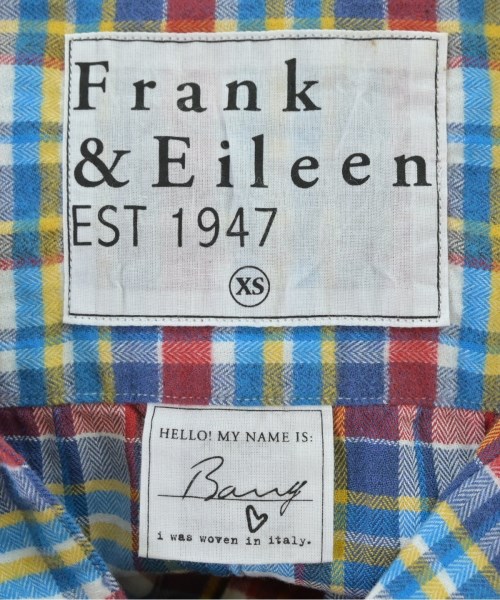 Frank
& Eileen
EST 1947
XS
HELLO! MY NAME IS:
Barry
i was woven in italy.